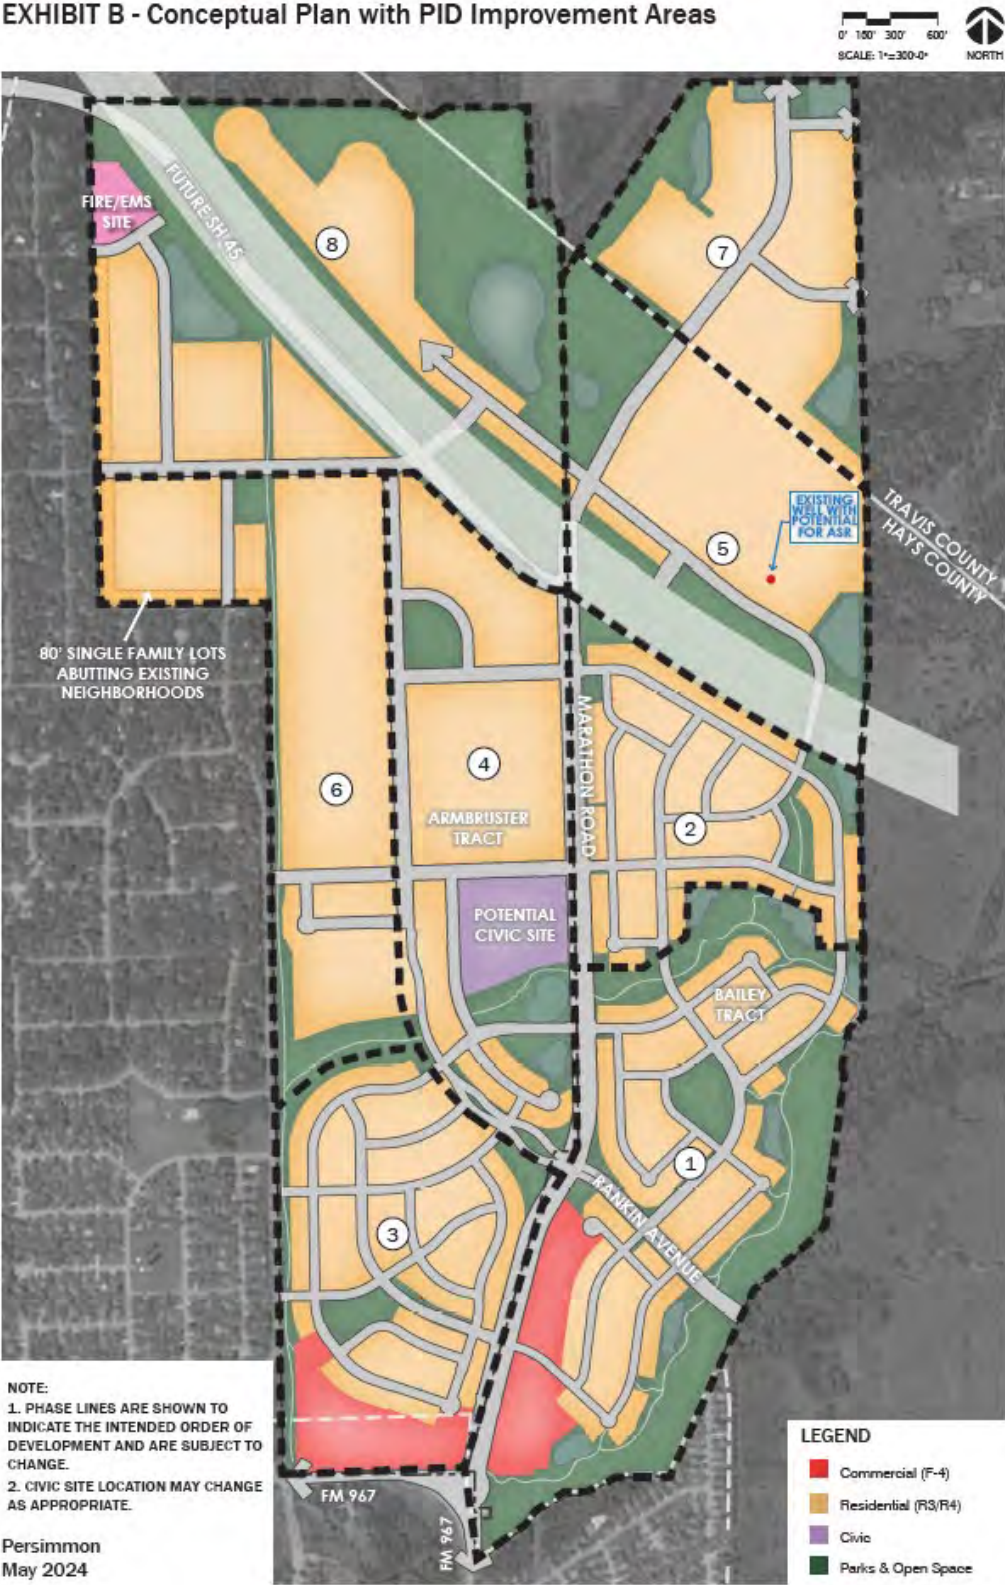 EXHIBIT B - Conceptual Plan with PID Improvement Areas
0' 150' 300' 600'
SCALE: 1"=300'-0"
NORTH
FIRE/EMS
SITE
FUTURE SH 45
8
7
EXISTING
WELL WITH
POTENTIAL
FOR ASR
TRAVIS COUNTY
HAYS COUNTY
5
80' SINGLE FAMILY LOTS
ABUTTING EXISTING
NEIGHBORHOODS
MARATHON ROAD
4
6
ARMBRUSTER
TRACT
2
POTENTIAL
CIVIC SITE
BAILEY
TRACT
1
RANKIN AVENUE
3
NOTE:
1. PHASE LINES ARE SHOWN TO
INDICATE THE INTENDED ORDER OF
DEVELOPMENT AND ARE SUBJECT TO
CHANGE.
2. CIVIC SITE LOCATION MAY CHANGE
AS APPROPRIATE.
FM 967
FM 967
Persimmon
May 2024
LEGEND
Commercial (F-4)
Residential (R3/R4)
Civic
Parks & Open Space